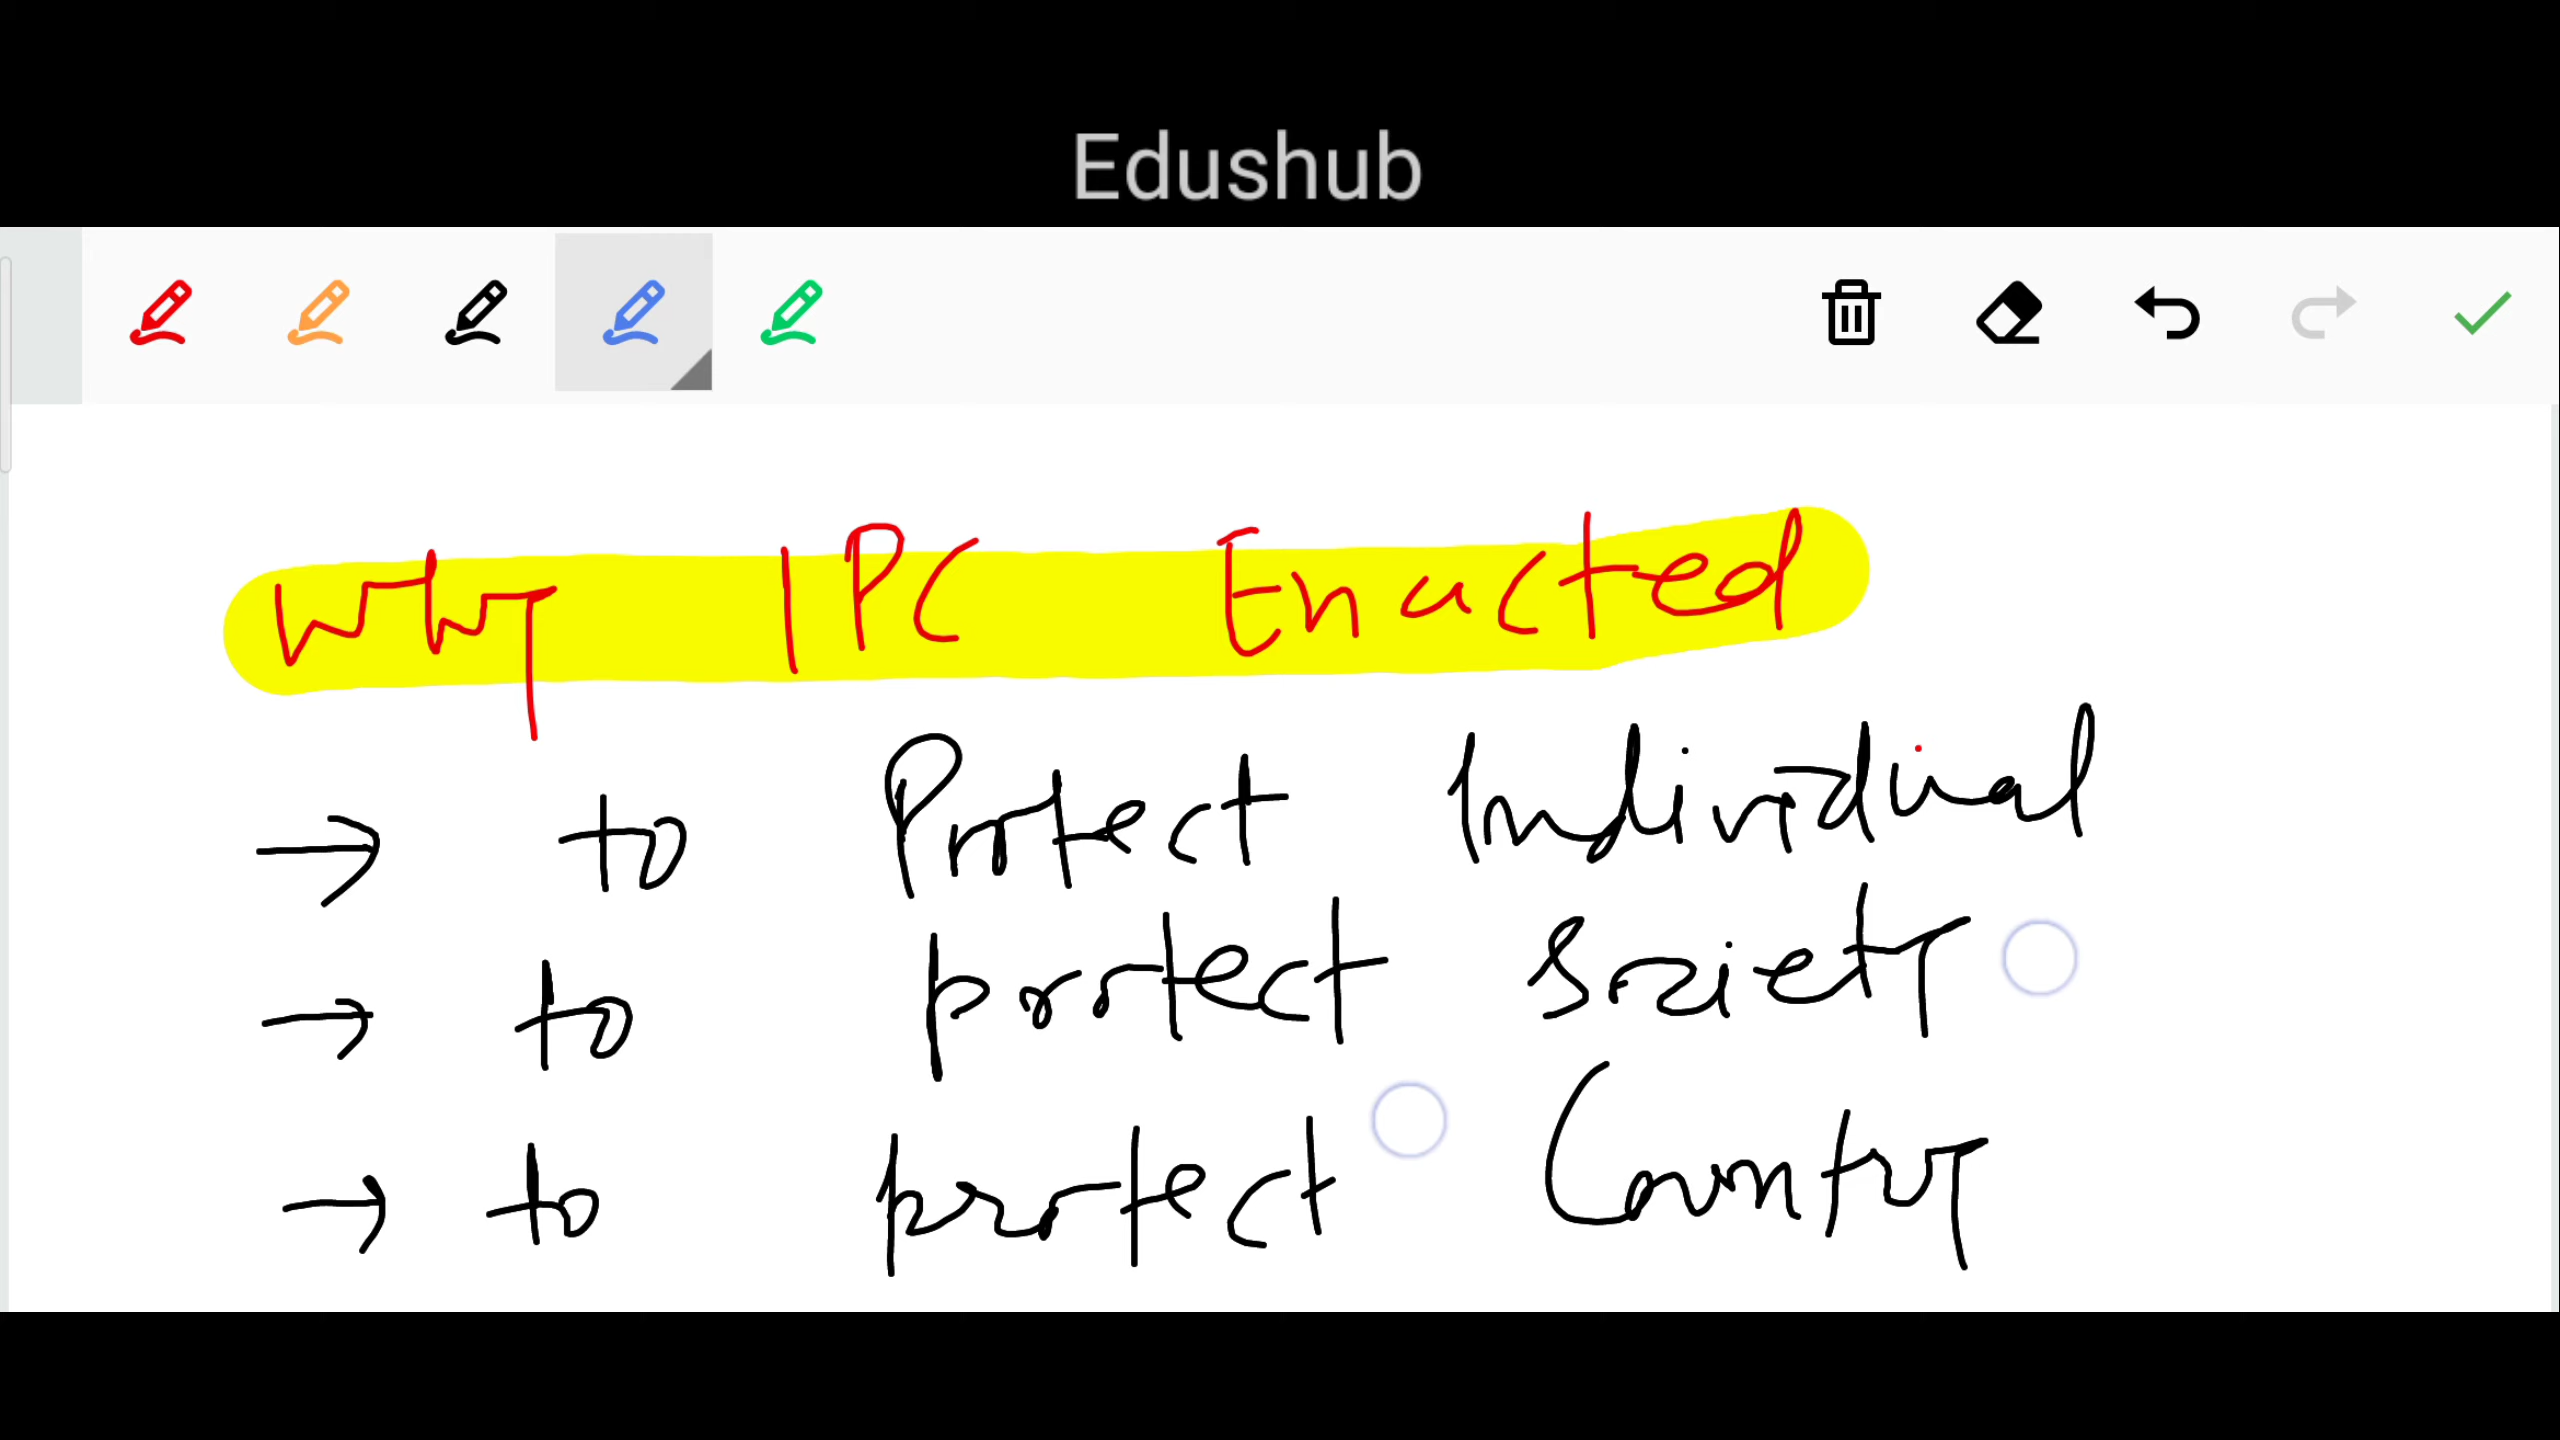 Edushub
Why IPC Enacted
→ to Protect Individual
→ to protect Society
→ to protect Country